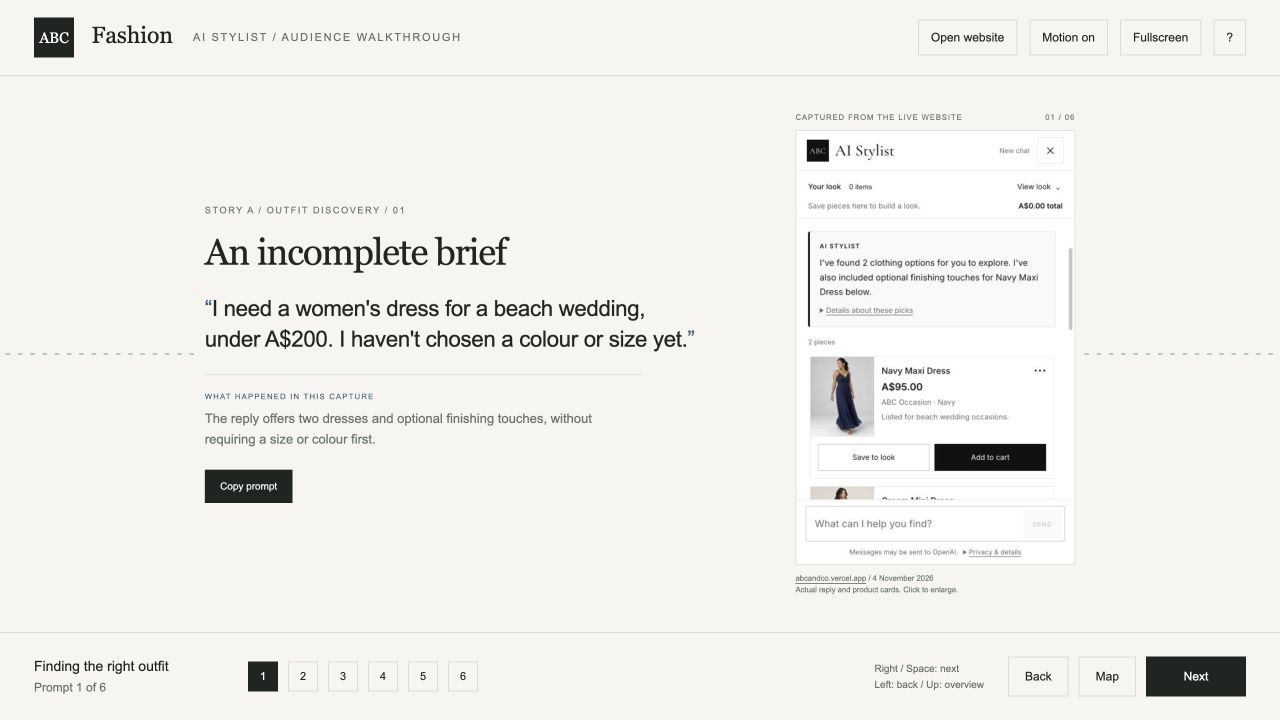 ABC Fashion AI STYLIST / AUDIENCE WALKTHROUGH
Open website Motion on Fullscreen ?
STORY A / OUTFIT DISCOVERY / 01
An incomplete brief
“I need a women's dress for a beach wedding,
under A$200. I haven't chosen a colour or size yet.”
WHAT HAPPENED IN THIS CAPTURE
The reply offers two dresses and optional finishing touches, without
requiring a size or colour first.
Copy prompt
CAPTURED FROM THE LIVE WEBSITE 01 / 06
ABC AI Stylist New chat ×
Your look 0 items View look
Save pieces here to build a look. A$0.00 total
AI STYLIST
I've found 2 clothing options for you to explore. I've
also included optional finishing touches for Navy Maxi
Dress below.
Details about these picks
2 pieces
Navy Maxi Dress
A$95.00
ABC Occasion · Navy
Listed for beach wedding occasions.
Save to look Add to cart
What can I help you find? SEND
Messages may be sent to OpenAI. Privacy & details
abcandco.vercel.app / 4 November 2026
Actual reply and product cards. Click to enlarge.
Finding the right outfit
Prompt 1 of 6
1 2 3 4 5 6
Right / Space: next
Left: back / Up: overview
Back Map Next